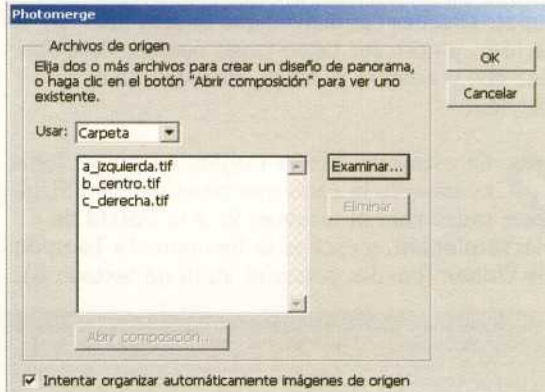 Photomerge
Archivos de origen
Elija dos o más archivos para crear un diseño de panorama,
o haga clic en el botón "Abrir composición" para ver uno
existente.
OK
Cancelar
Usar: Carpeta
a_izquierda.tif
b_centro.tif
c_derecha.tif
Examinar...
Eliminar
Abrir composición...
Intentar organizar automáticamente imágenes de origen